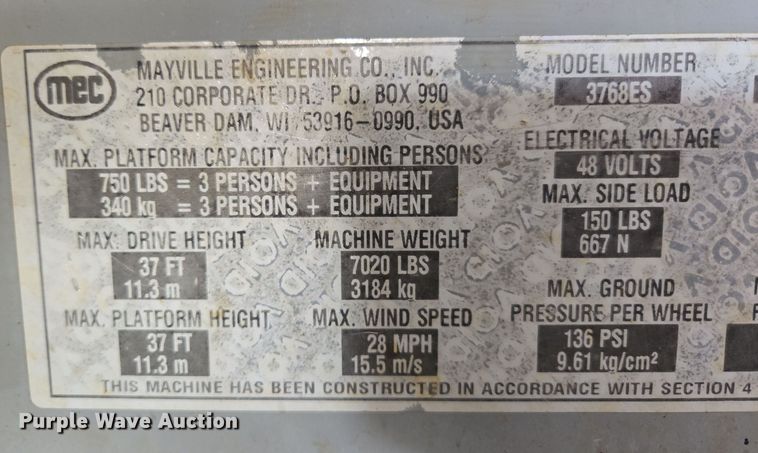 mec
MAYVILLE ENGINEERING CO., INC.
210 CORPORATE DR. P.O. BOX 990
BEAVER DAM, WI 53916-0990, USA
MODEL NUMBER
3768ES
MAX. PLATFORM CAPACITY INCLUDING PERSONS
750 LBS = 3 PERSONS + EQUIPMENT
340 kg = 3 PERSONS + EQUIPMENT
ELECTRICAL VOLTAGE
48 VOLTS
MAX. SIDE LOAD
150 LBS
667 N
MAX. DRIVE HEIGHT
37 FT
11.3 m
MACHINE WEIGHT
7020 LBS
3184 kg
MAX. GROUND
PRESSURE PER WHEEL
136 PSI
9.61 kg/cm²
MAX. PLATFORM HEIGHT
37 FT
11.3 m
MAX. WIND SPEED
28 MPH
15.5 m/s
THIS MACHINE HAS BEEN CONSTRUCTED IN ACCORDANCE WITH SECTION 4
Purple Wave Auction